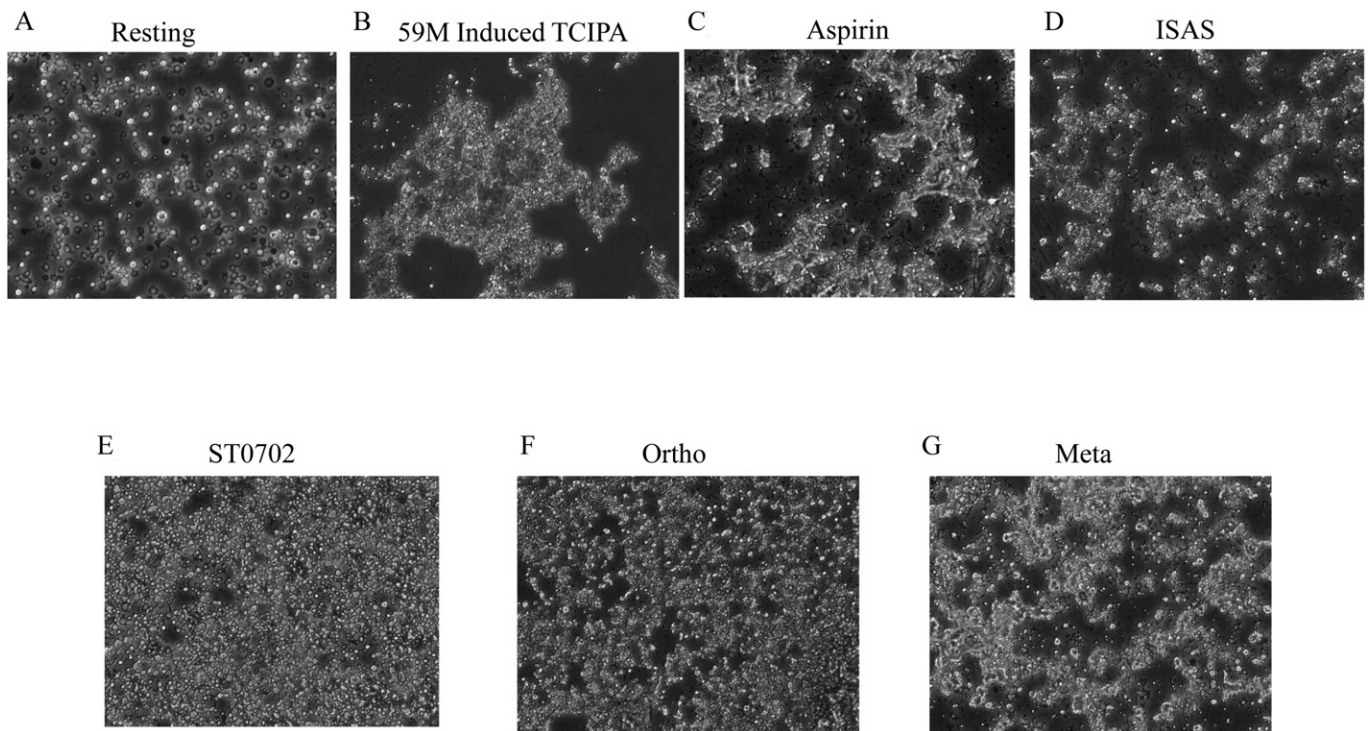 A Resting
B 59M Induced TCIPA
C Aspirin
D ISAS
E ST0702
F Ortho
G Meta